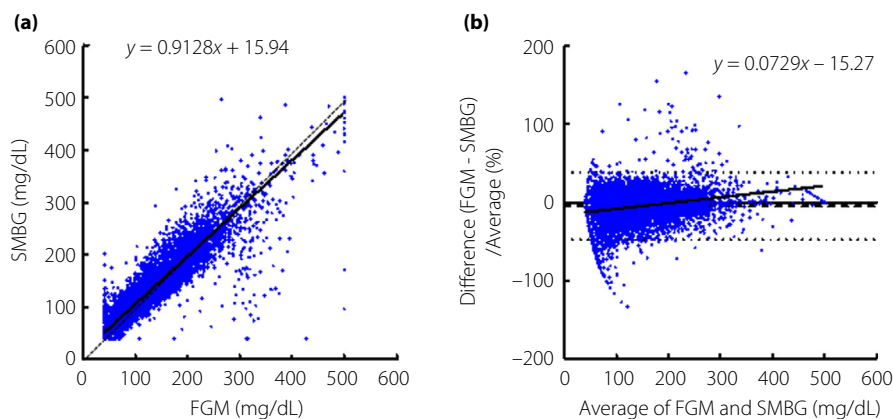 (a)
y = 0.9128x + 15.94
SMBG (mg/dL)
600
500
400
300
200
100
0
0 100 200 300 400 500 600
FGM (mg/dL)
(b)
y = 0.0729x – 15.27
Difference (FGM - SMBG)
/Average (%)
200
100
0
–100
–200
0 100 200 300 400 500 600
Average of FGM and SMBG (mg/dL)